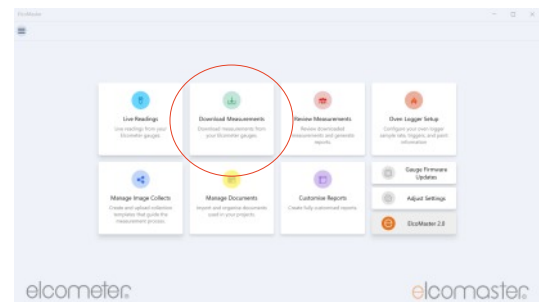 ElcoMaster
Live Readings
Live readings from your
Elcometer gauges.
Download Measurements
Download measurements from
your Elcometer gauges.
Review Measurements
Review downloaded
measurements and generate
reports.
Oven Logger Setup
Configure your oven logger
sample rate, triggers, and paint
information
Manage Image Collects
Create and upload collection
templates that guide the
measurement process.
Manage Documents
Import and organise documents
used in your projects.
Customise Reports
Create fully customised reports.
Gauge Firmware
Updates
Adjust Settings
ElcoMaster 2.0
elcometer
elcomaster